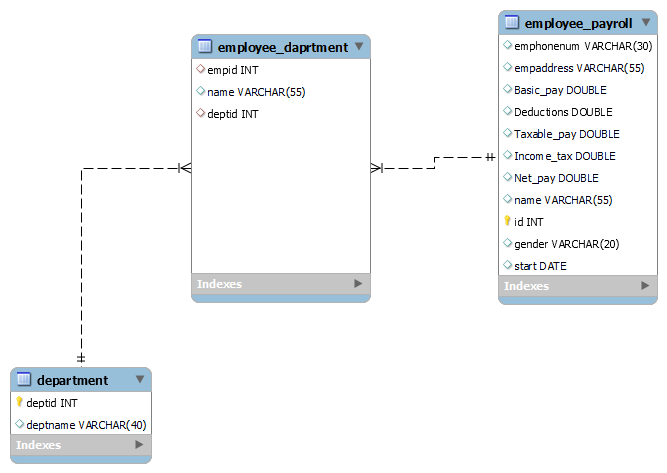 employee_payroll
emphonenum VARCHAR(30)
empaddress VARCHAR(55)
Basic_pay DOUBLE
Deductions DOUBLE
Taxable_pay DOUBLE
Income_tax DOUBLE
Net_pay DOUBLE
name VARCHAR(55)
id INT
gender VARCHAR(20)
start DATE
Indexes
employee_daprtment
empid INT
name VARCHAR(55)
deptid INT
Indexes
department
deptid INT
deptname VARCHAR(40)
Indexes